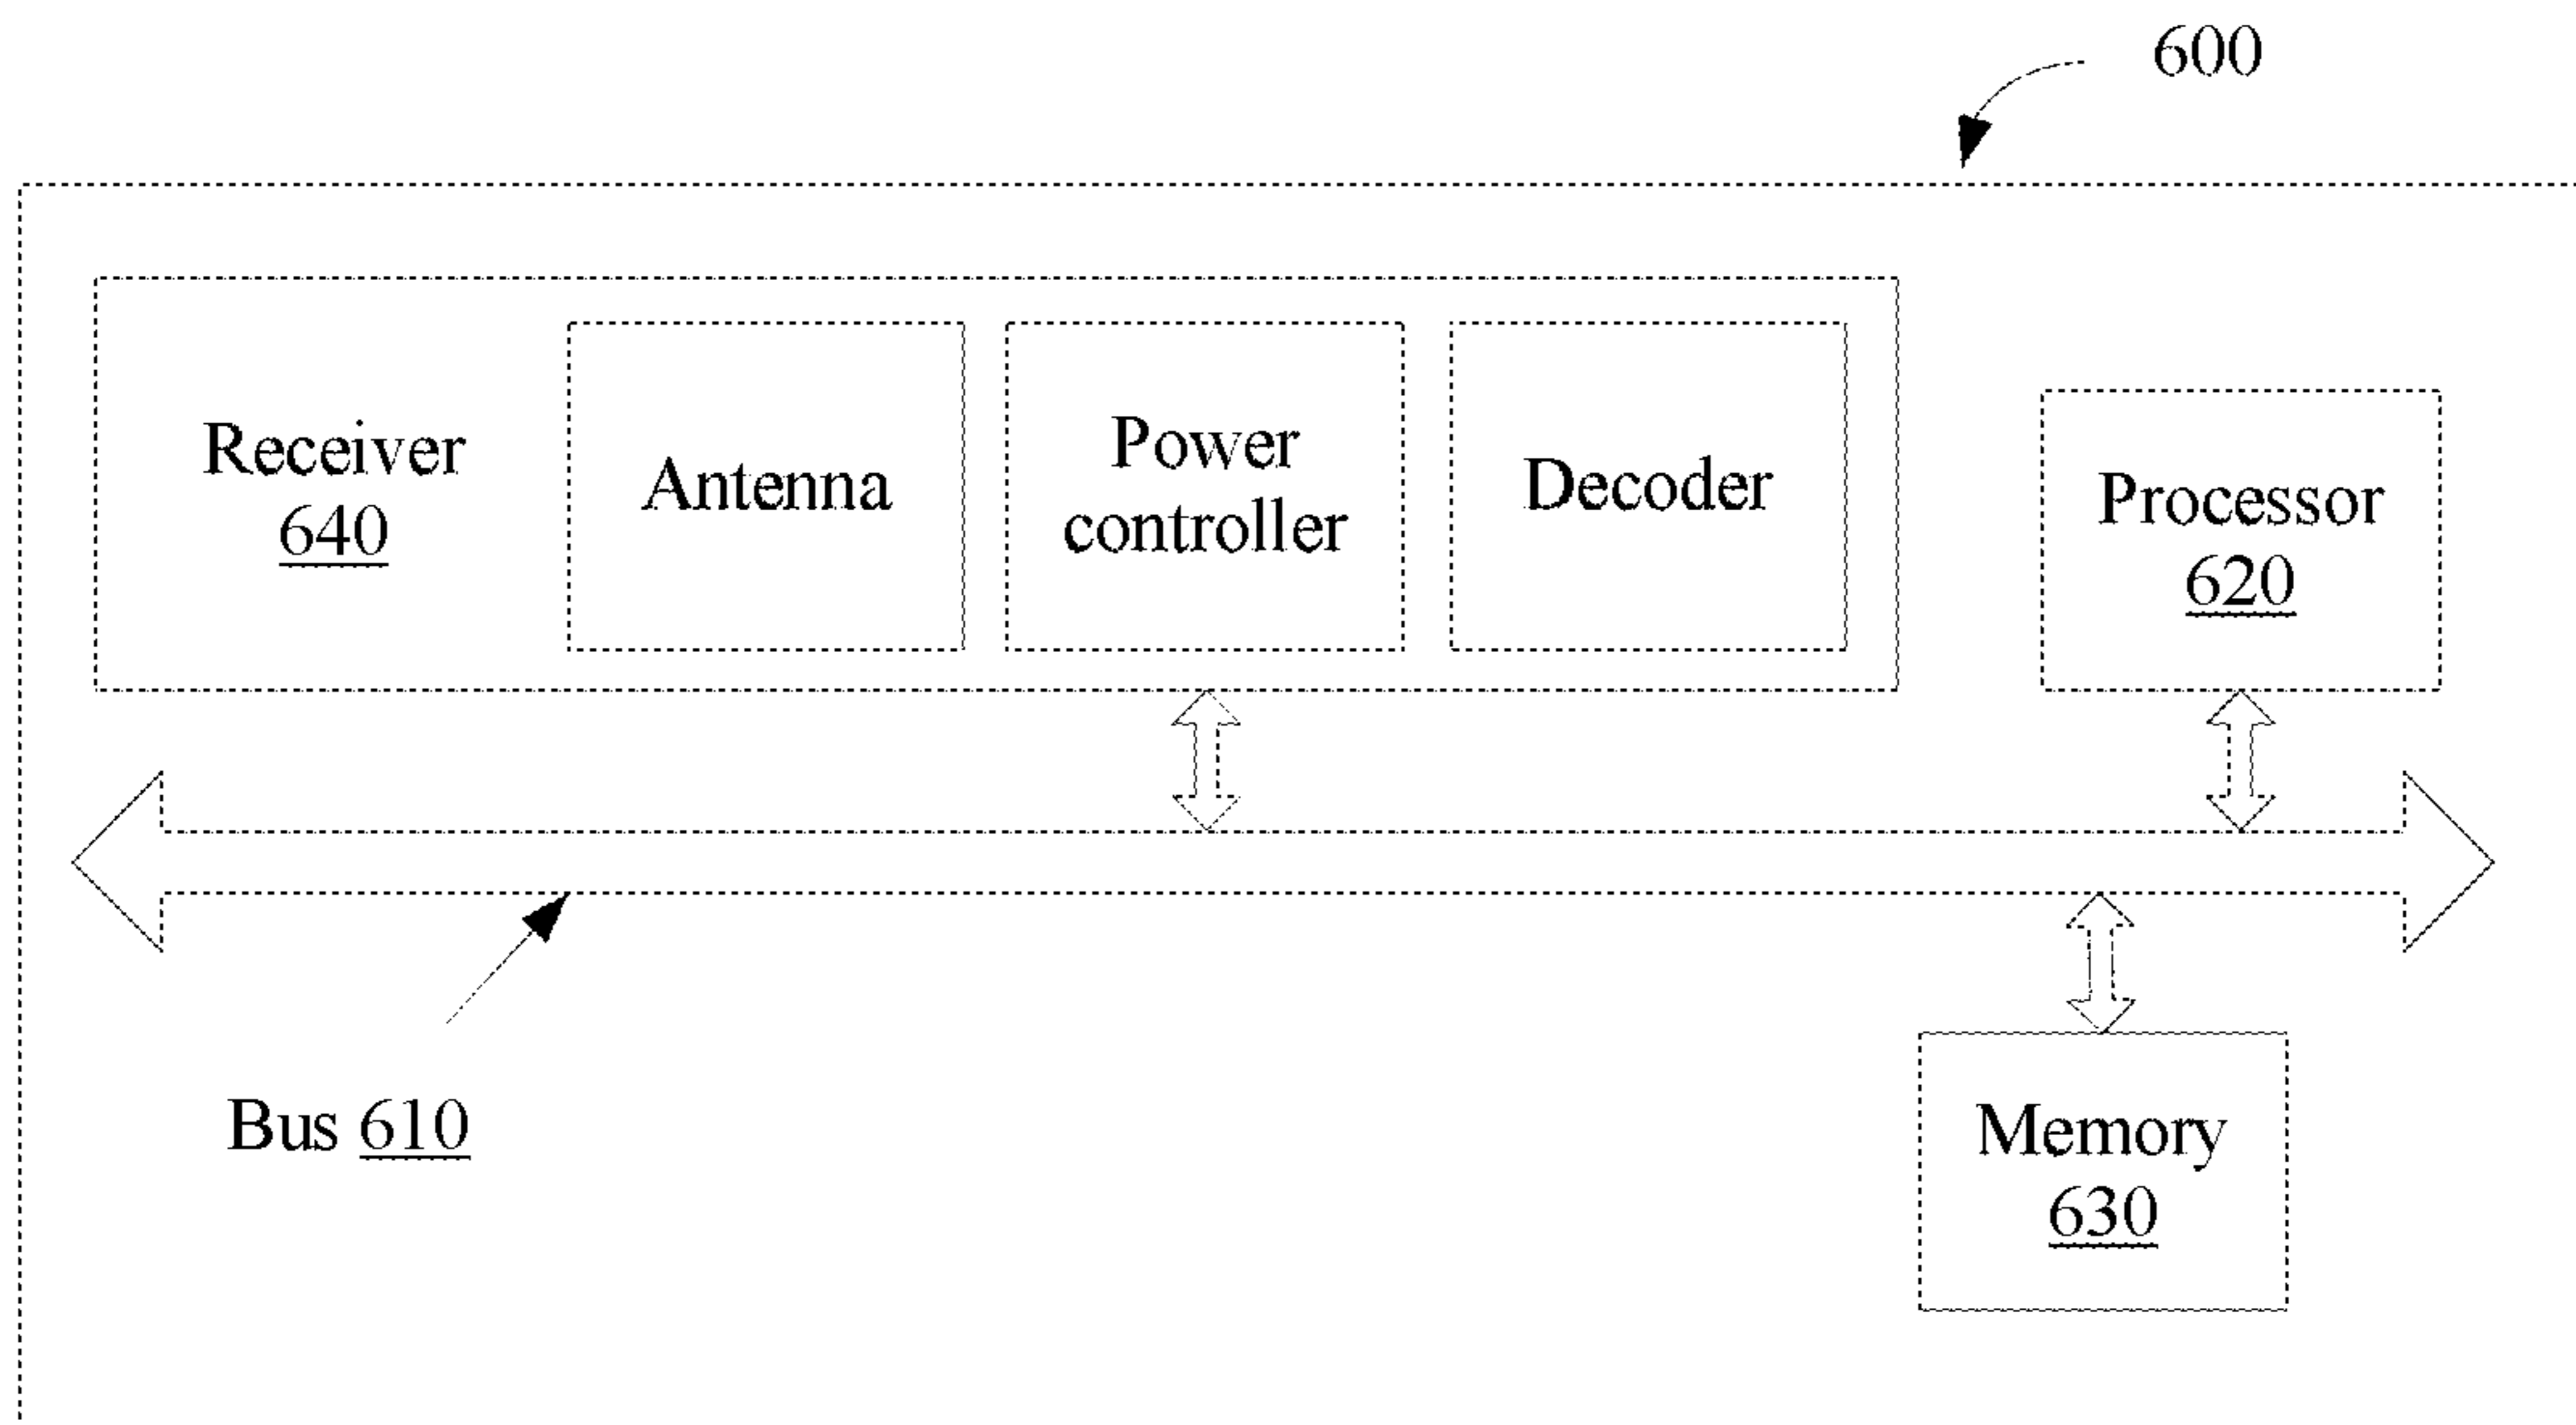 600
Receiver
640
Antenna
Power
controller
Decoder
Processor
620
Bus 610
Memory
630